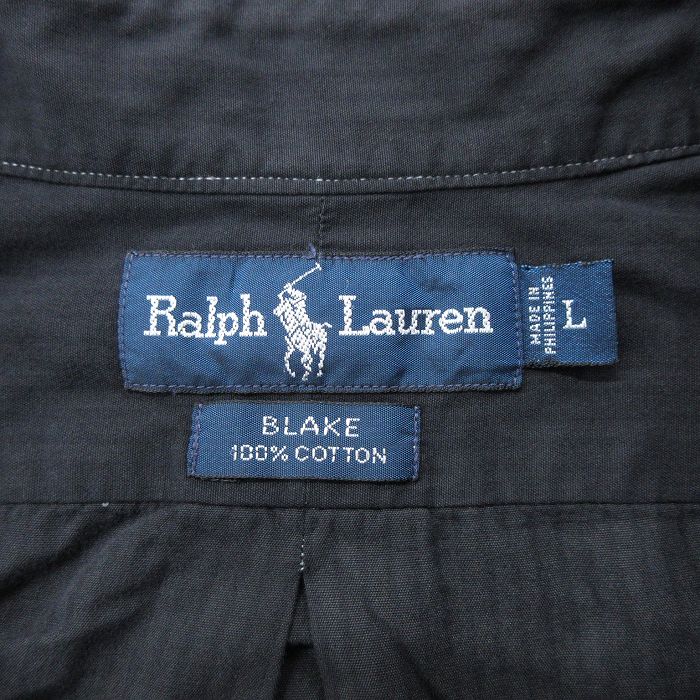 Ralph Lauren
MADE IN
PHILIPPINES
L
BLAKE
100% COTTON